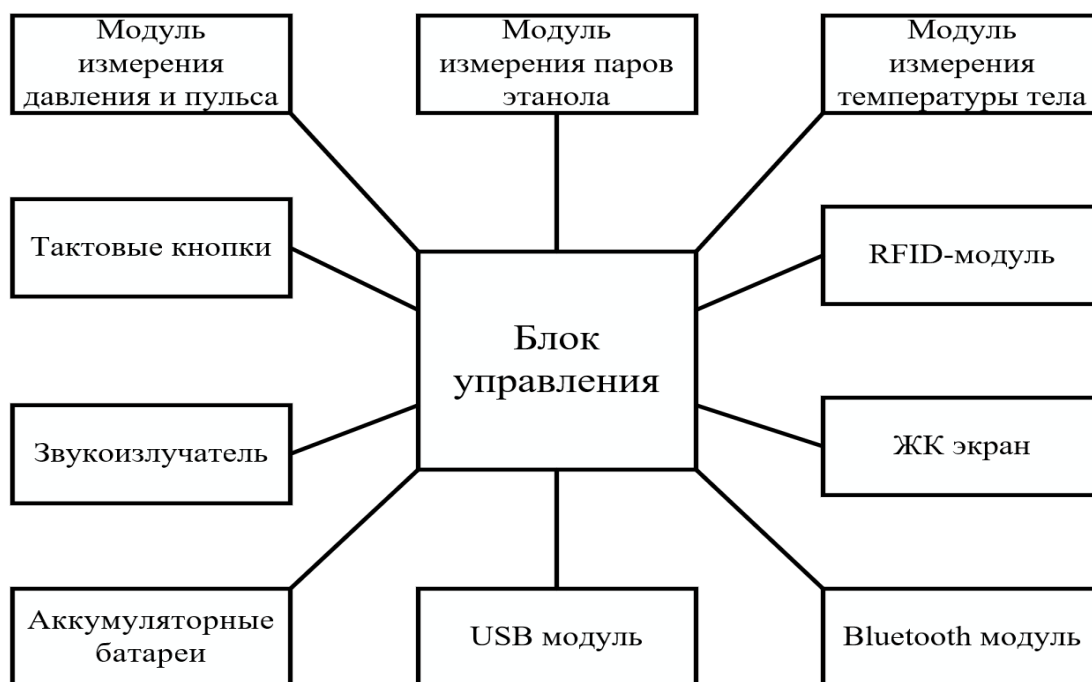 Модуль
измерения
давления и пульса
Модуль
измерения паров
этанола
Модуль
измерения
температуры тела
Тактовые кнопки
RFID-модуль
Блок
управления
Звукоизлучатель
ЖК экран
Аккумуляторные
батареи
USB модуль
Bluetooth модуль